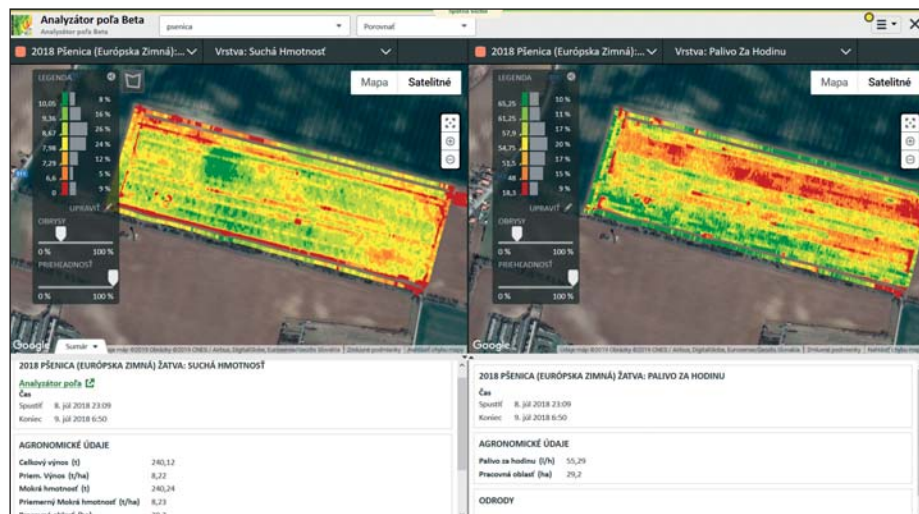 Analyzátor poľa Beta
Analyzátor poľa
psenica
Porovnať
2018 Pšenica (Európska Zimná):...
Vrstva: Suchá Hmotnosť
LEGENDA
10,05
9,36
8,67
7,98
7,29
6,6
0
8 %
16 %
26 %
24 %
12 %
5 %
9 %
UPRAVIŤ
OBRYSY
0 % 100 %
PRIEHĽADNOSŤ
0 % 100 %
Mapa Satelitné
Google
Sumár
2018 Pšenica (Európska Zimná):...
Vrstva: Palivo Za Hodinu
LEGENDA
65,25
61,25
57,9
54,75
51,5
48
18,3
10 %
11 %
17 %
20 %
17 %
15 %
9 %
UPRAVIŤ
OBRYSY
0 % 100 %
PRIEHĽADNOSŤ
0 % 100 %
Mapa Satelitné
Google
2018 PŠENICA (EURÓPSKA ZIMNÁ) ŽATVA: SUCHÁ HMOTNOSŤ
Analyzátor poľa
Čas
Spustiť 8. júl 2018 23:09
Koniec 9. júl 2018 6:50
AGRONOMICKÉ ÚDAJE
Celkový výnos (t) 240,12
Priem. Výnos (t/ha) 8,22
Mokrá hmotnosť (t) 240,24
Priemerný Mokrá hmotnosť (t/ha) 8,23
2018 PŠENICA (EURÓPSKA ZIMNÁ) ŽATVA: PALIVO ZA HODINU
Čas
Spustiť 8. júl 2018 23:09
Koniec 9. júl 2018 6:50
AGRONOMICKÉ ÚDAJE
Palivo za hodinu (l/h) 55,29
Pracovná oblasť (ha) 29,2
ODRODY